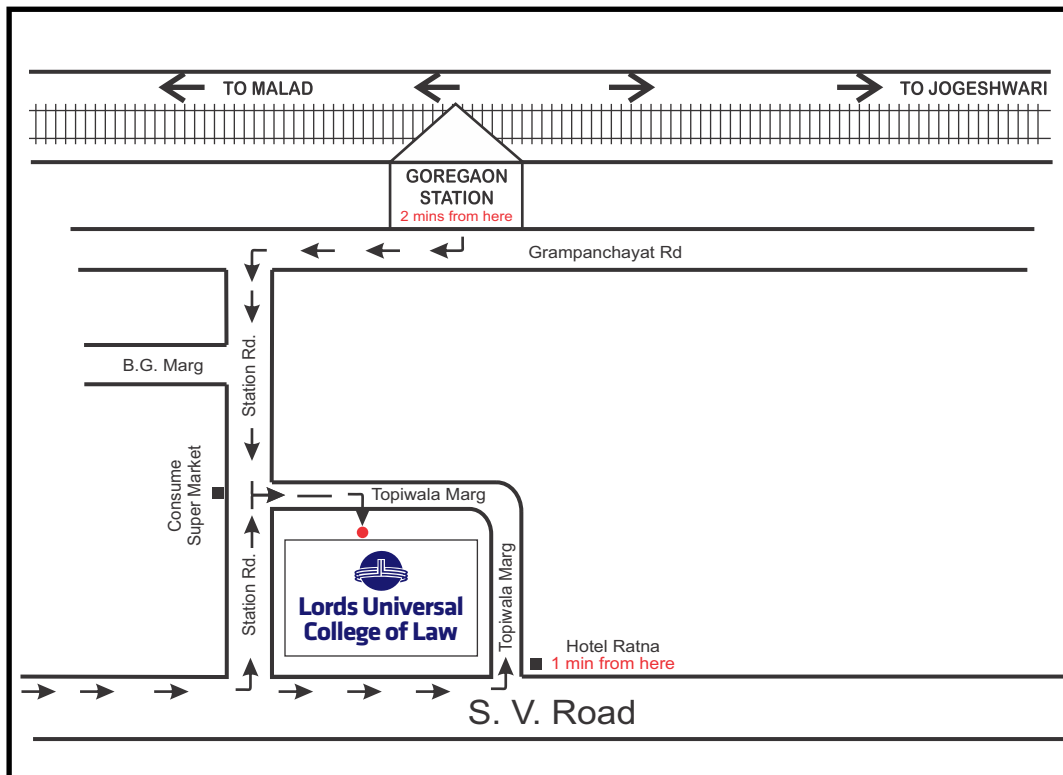 TO MALAD
TO JOGESHWARI
GOREGAON
STATION
2 mins from here
Grampanchayat Rd
Station Rd.
B.G. Marg
Consume
Super Market
Topiwala Marg
Station Rd.
Lords Universal
College of Law
Topiwala Marg
Hotel Ratna
1 min from here
S. V. Road